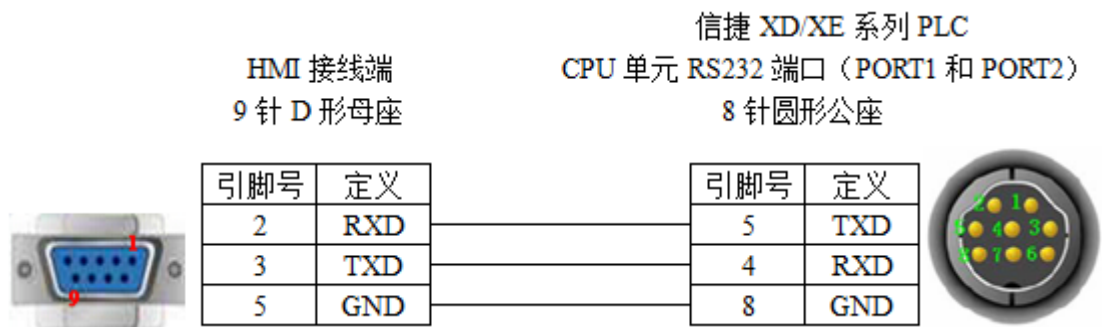 信捷 XD/XE 系列 PLC
HMI 接线端
CPU 单元 RS232 端口（PORT1 和 PORT2）
9 针 D 形母座
8 针圆形公座
引脚号 定义
引脚号 定义
2 RXD
5 TXD
3 TXD
4 RXD
5 GND
8 GND
1
9
2 1
5 4 3
8 7 6